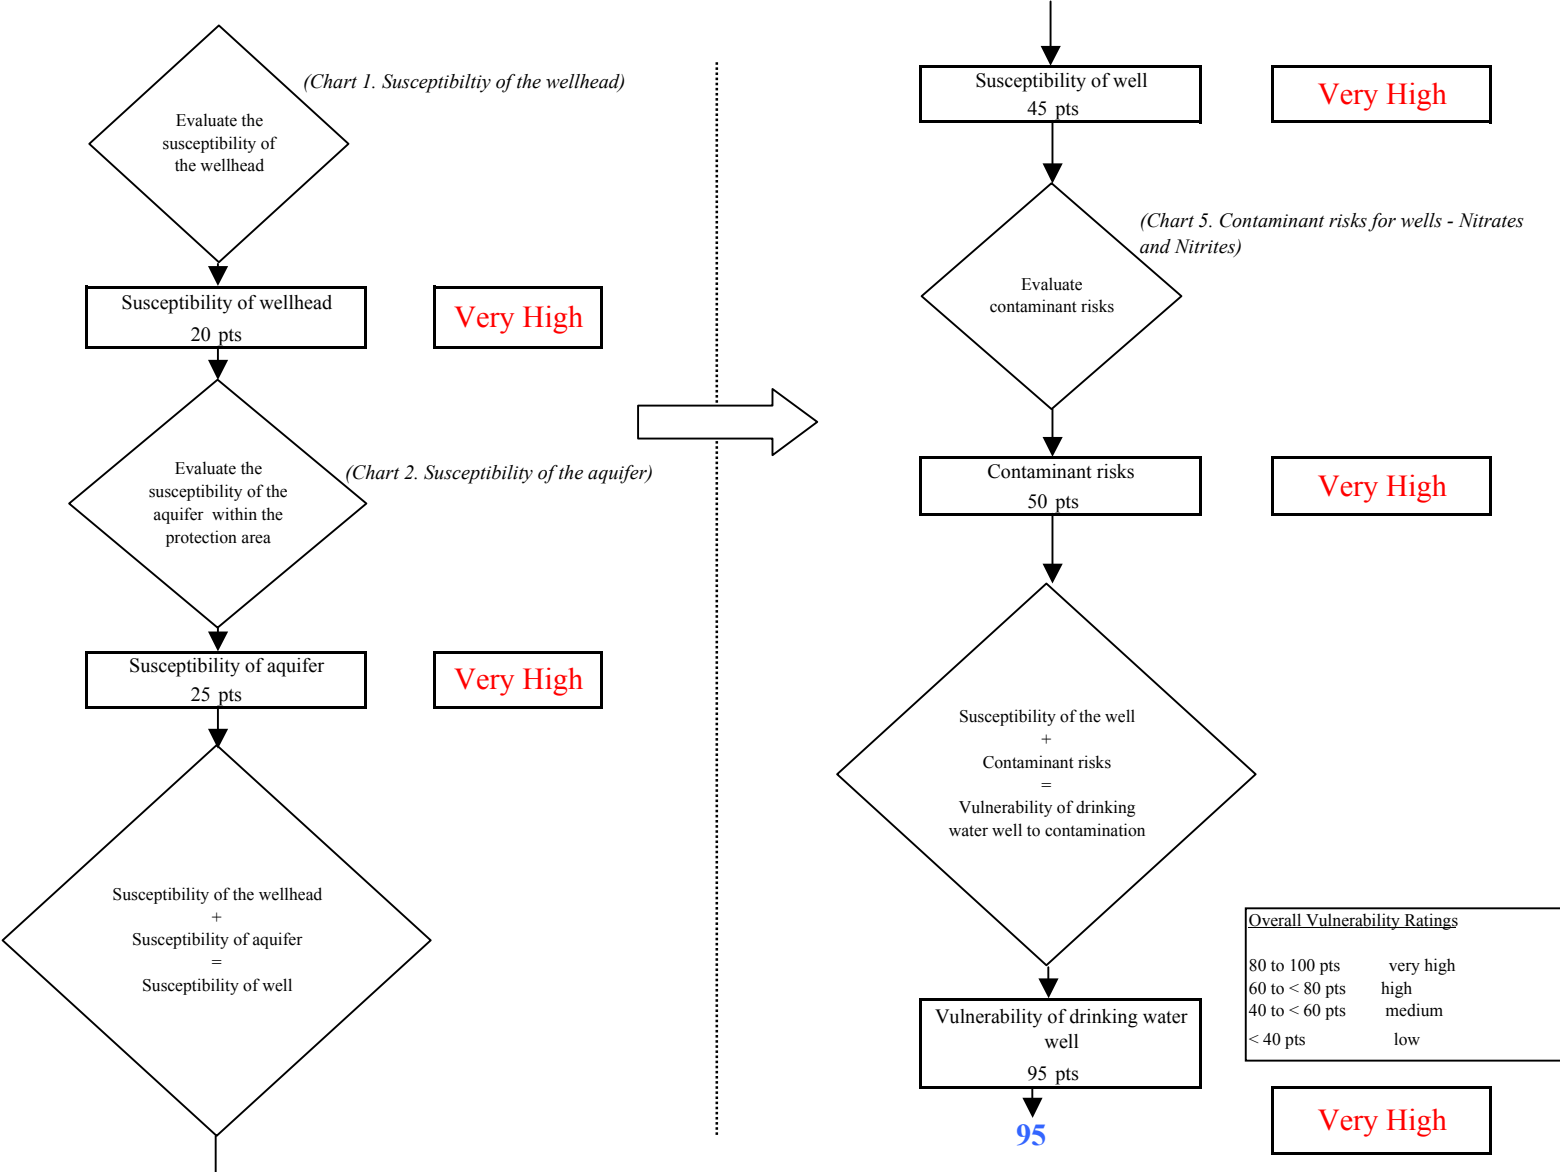 (Chart 1. Susceptibiltiy of the wellhead)
Evaluate the
susceptibility of
the wellhead
Susceptibility of wellhead
20 pts
Very High
Evaluate the
susceptibility of the
aquifer within the
protection area
(Chart 2. Susceptibility of the aquifer)
Susceptibility of aquifer
25 pts
Very High
Susceptibility of the wellhead
+
Susceptibility of aquifer
=
Susceptibility of well
Susceptibility of well
45 pts
Very High
(Chart 5. Contaminant risks for wells - Nitrates
and Nitrites)
Evaluate
contaminant risks
Contaminant risks
50 pts
Very High
Susceptibility of the well
+
Contaminant risks
=
Vulnerability of drinking
water well to contamination
Overall Vulnerability Ratings
80 to 100 pts very high
60 to < 80 pts high
40 to < 60 pts medium
< 40 pts low
Vulnerability of drinking water
well
95 pts
95
Very High